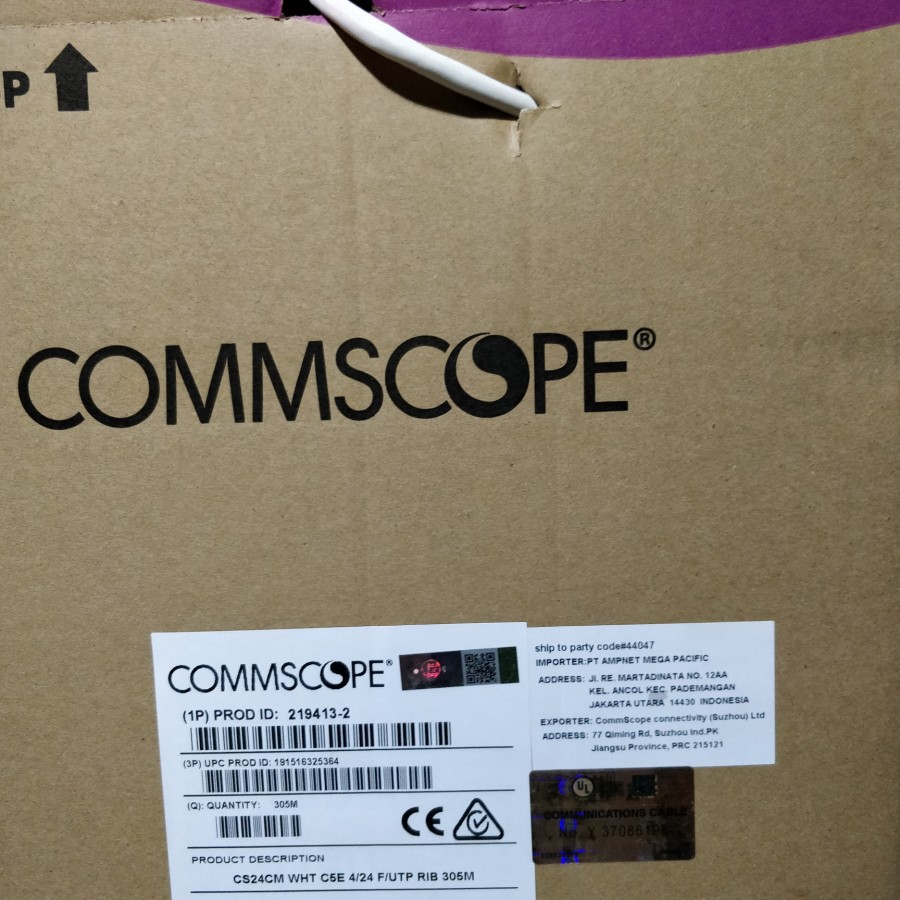 P
COMMSCOPE®
COMMSCOPE®
(1P) PROD ID: 219413-2
(3P) UPC PROD ID: 191516325364
(Q): QUANTITY: 305M
CE
PRODUCT DESCRIPTION
CS24CM WHT C5E 4/24 F/UTP RIB 305M
ship to party code#44047
IMPORTER:PT AMPNET MEGA PACIFIC
ADDRESS: Jl. RE. MARTADINATA NO. 12AA
KEL. ANCOL KEC. PADEMANGAN
JAKARTA UTARA 14430 INDONESIA
EXPORTER: CommScope connectivity (Suzhou) Ltd
ADDRESS: 77 Qiming Rd, Suzhou Ind.PK
Jiangsu Province, PRC 215121
UL
COMMUNICATIONS CABLE
No. Y